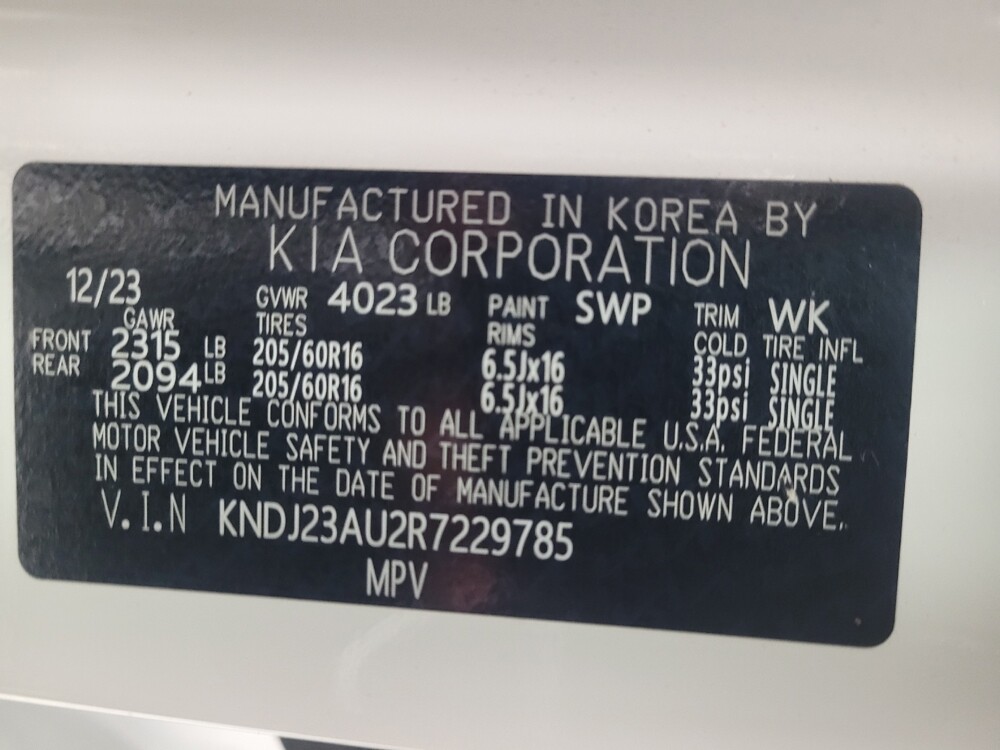 MANUFACTURED IN KOREA BY
KIA CORPORATION
12/23 GVWR 4023 LB PAINT SWP TRIM WK
GAWR TIRES RIMS COLD TIRE INFL
FRONT 2315 LB 205/60R16 6.5Jx16 33psi SINGLE
REAR 2094 LB 205/60R16 6.5Jx16 33psi SINGLE
THIS VEHICLE CONFORMS TO ALL APPLICABLE U.S.A. FEDERAL
MOTOR VEHICLE SAFETY AND THEFT PREVENTION STANDARDS
IN EFFECT ON THE DATE OF MANUFACTURE SHOWN ABOVE.
V.I.N KNDJ23AU2R7229785
MPV